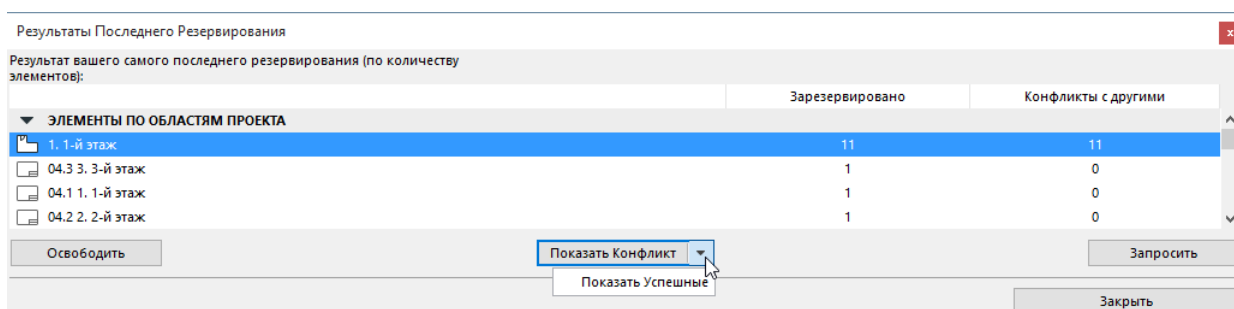 Результаты Последнего Резервирования
x
Результат вашего самого последнего резервирования (по количеству
элементов):
Зарезервировано Конфликты с другими
ЭЛЕМЕНТЫ ПО ОБЛАСТЯМ ПРОЕКТА
1. 1-й этаж 11 11
04.3 3. 3-й этаж 1 0
04.1 1. 1-й этаж 1 0
04.2 2. 2-й этаж 1 0
Освободить Показать Конфликт Запросить
Показать Успешные
Закрыть